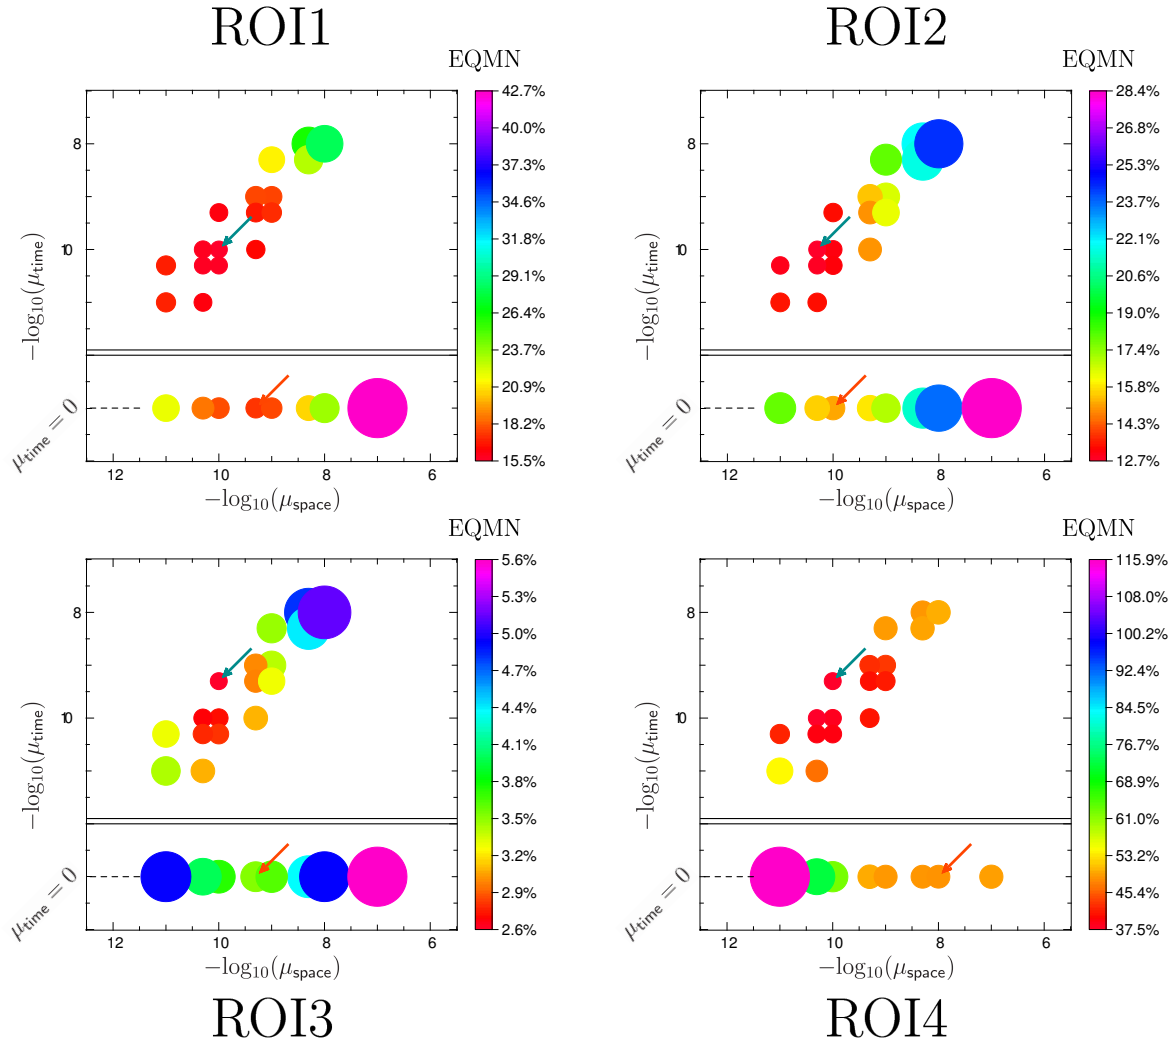 ROI1
EQMN
42.7%
40.0%
37.3%
34.6%
31.8%
29.1%
26.4%
23.7%
20.9%
18.2%
15.5%
8
10
−log10(μtime)
μtime = 0
12 10 8 6
−log10(μspace)
ROI2
EQMN
28.4%
26.8%
25.3%
23.7%
22.1%
20.6%
19.0%
17.4%
15.8%
14.3%
12.7%
8
10
−log10(μtime)
μtime = 0
12 10 8 6
−log10(μspace)
EQMN
5.6%
5.3%
5.0%
4.7%
4.4%
4.1%
3.8%
3.5%
3.2%
2.9%
2.6%
8
10
−log10(μtime)
μtime = 0
12 10 8 6
−log10(μspace)
ROI3
EQMN
115.9%
108.0%
100.2%
92.4%
84.5%
76.7%
68.9%
61.0%
53.2%
45.4%
37.5%
8
10
−log10(μtime)
μtime = 0
12 10 8 6
−log10(μspace)
ROI4